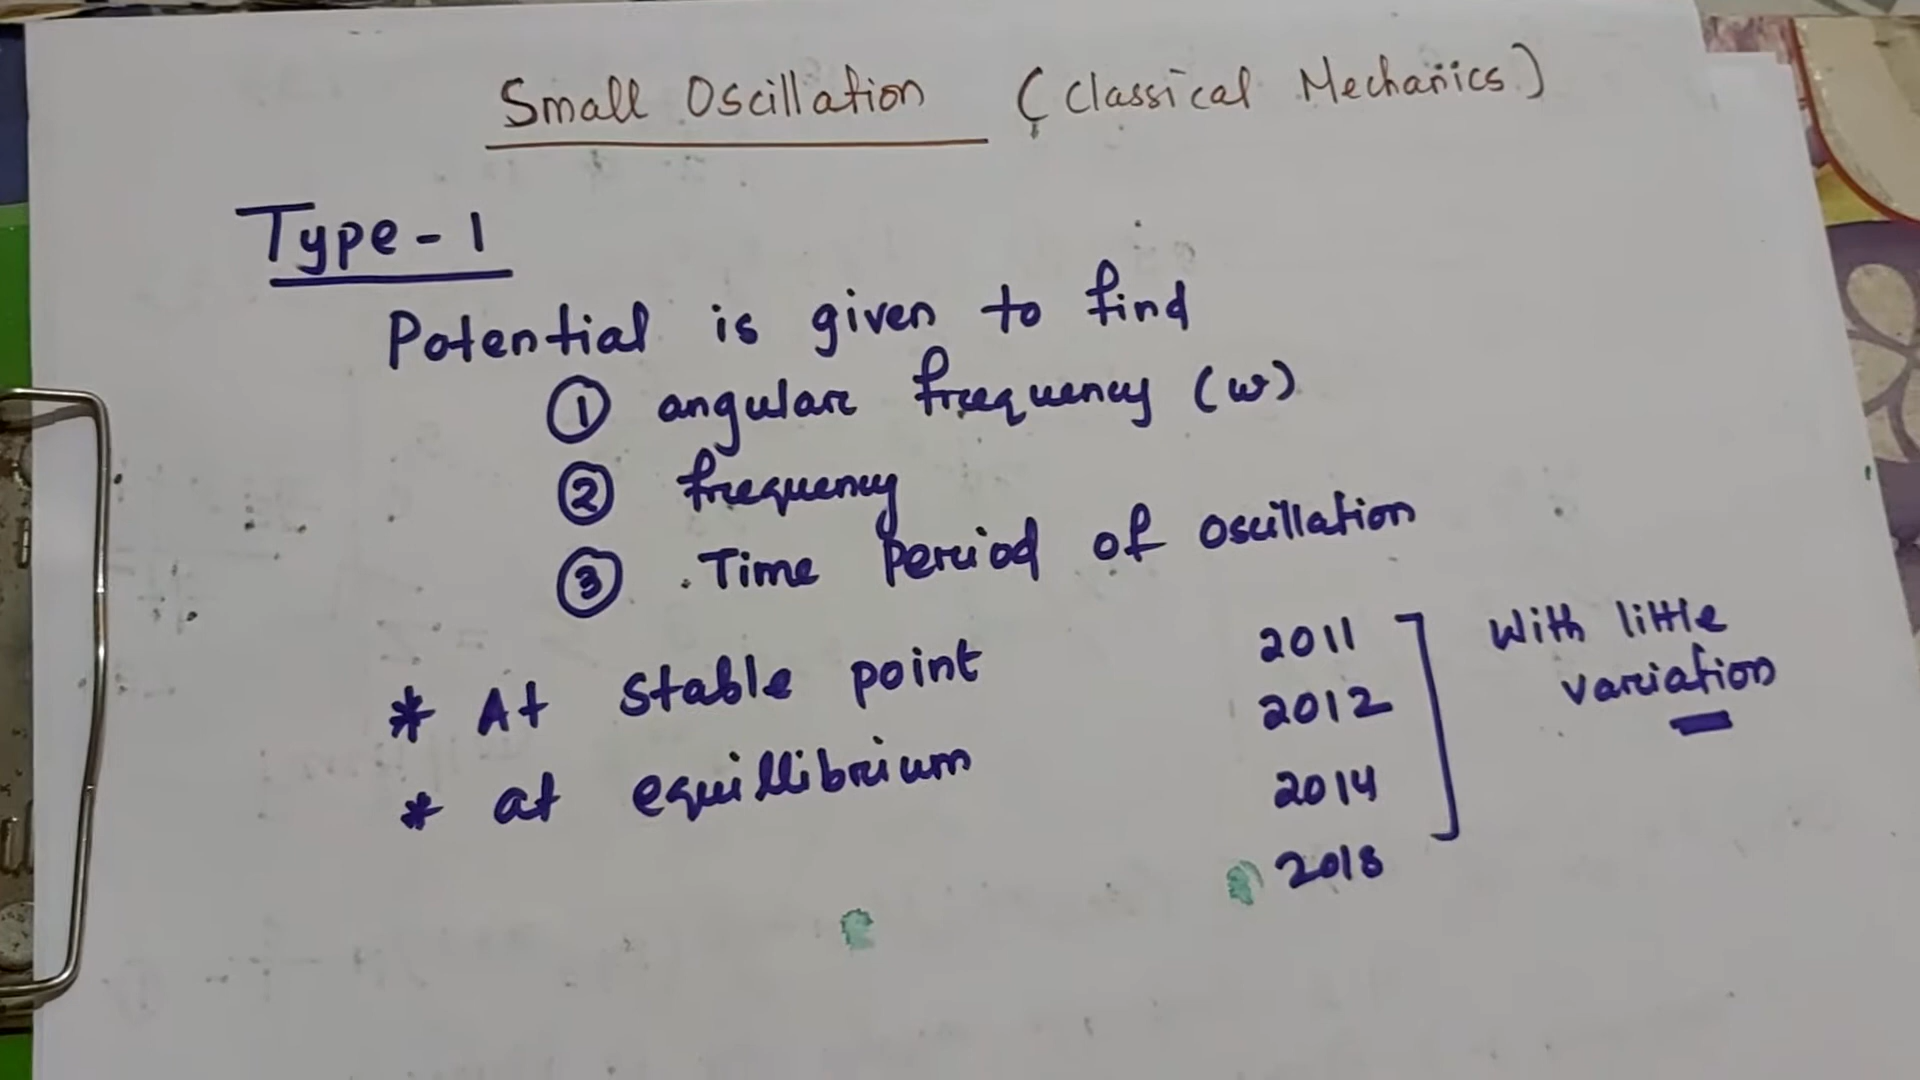 Small Oscillation (Classical Mechanics)
Type-1
Potential is given to find
① angular frequency (ω)
② frequency
③ Time Period of oscillation
* At stable point
* at equillibrium
2011
2012
2014
2018
With little
variation